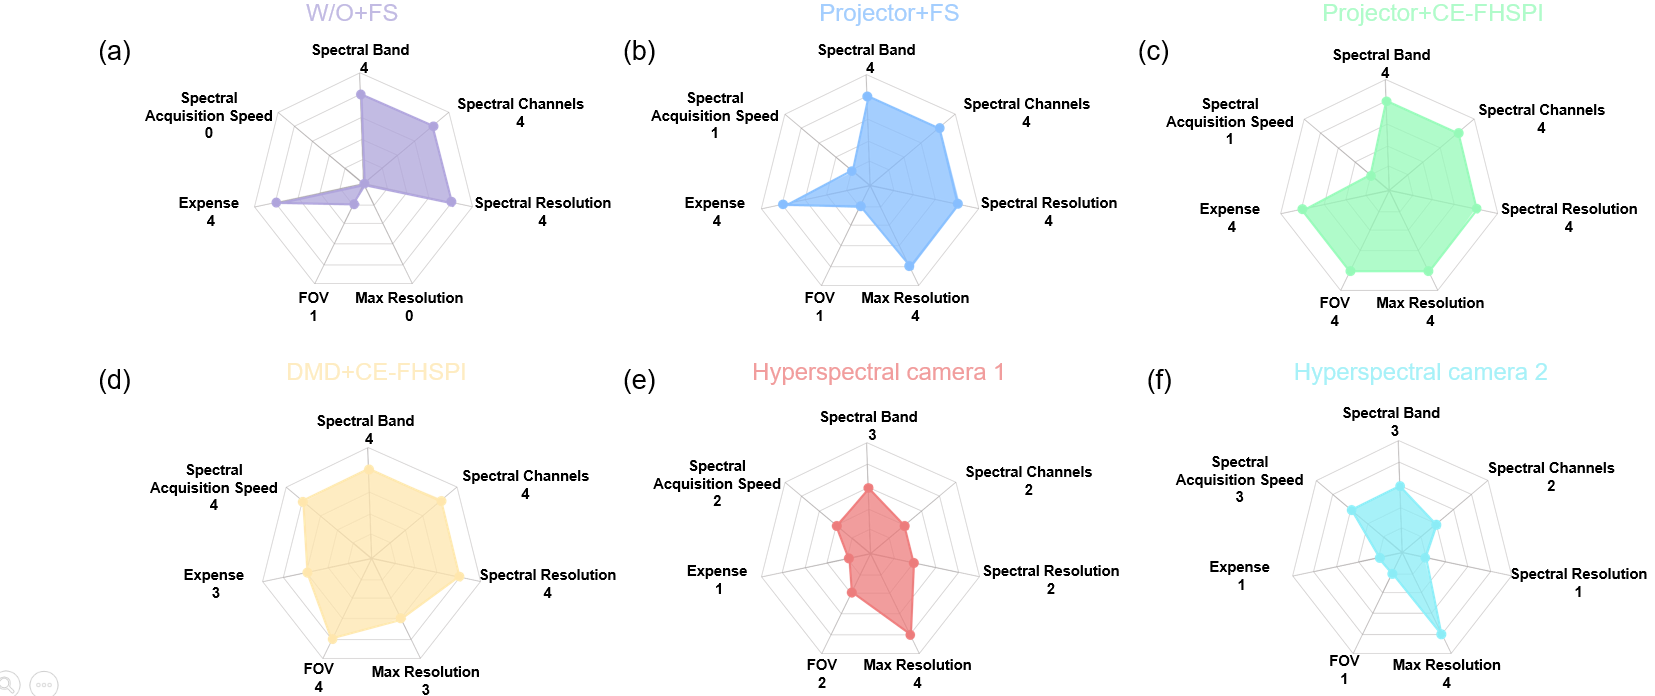 W/O+FS
(a)
Spectral Band
4
Spectral
Acquisition Speed
0
Spectral Channels
4
Expense
4
Spectral Resolution
4
FOV
1
Max Resolution
0
Projector+FS
(b)
Spectral Band
4
Spectral
Acquisition Speed
1
Spectral Channels
4
Expense
4
Spectral Resolution
4
FOV
1
Max Resolution
4
Projector+CE-FHSPI
(c)
Spectral Band
4
Spectral
Acquisition Speed
1
Spectral Channels
4
Expense
4
Spectral Resolution
4
FOV
4
Max Resolution
4
DMD+CE-FHSPI
(d)
Spectral Band
4
Spectral
Acquisition Speed
4
Spectral Channels
4
Expense
3
Spectral Resolution
4
FOV
4
Max Resolution
3
Hyperspectral camera 1
(e)
Spectral Band
3
Spectral
Acquisition Speed
2
Spectral Channels
2
Expense
1
Spectral Resolution
2
FOV
2
Max Resolution
4
Hyperspectral camera 2
(f)
Spectral Band
3
Spectral
Acquisition Speed
3
Spectral Channels
2
Expense
1
Spectral Resolution
1
FOV
1
Max Resolution
4